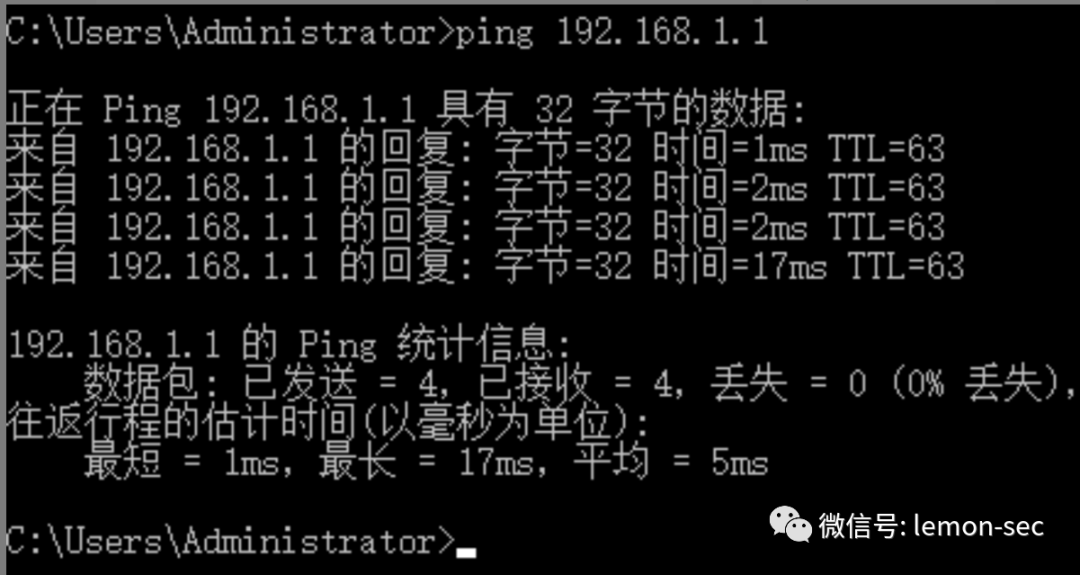 C:\Users\Administrator>ping 192.168.1.1
正在 Ping 192.168.1.1 具有 32 字节的数据:
来自 192.168.1.1 的回复: 字节=32 时间=1ms TTL=63
来自 192.168.1.1 的回复: 字节=32 时间=2ms TTL=63
来自 192.168.1.1 的回复: 字节=32 时间=2ms TTL=63
来自 192.168.1.1 的回复: 字节=32 时间=17ms TTL=63
192.168.1.1 的 Ping 统计信息:
数据包: 已发送 = 4, 已接收 = 4, 丢失 = 0 (0% 丢失),
往返行程的估计时间(以毫秒为单位):
最短 = 1ms, 最长 = 17ms, 平均 = 5ms
C:\Users\Administrator>
微信号: lemon-sec